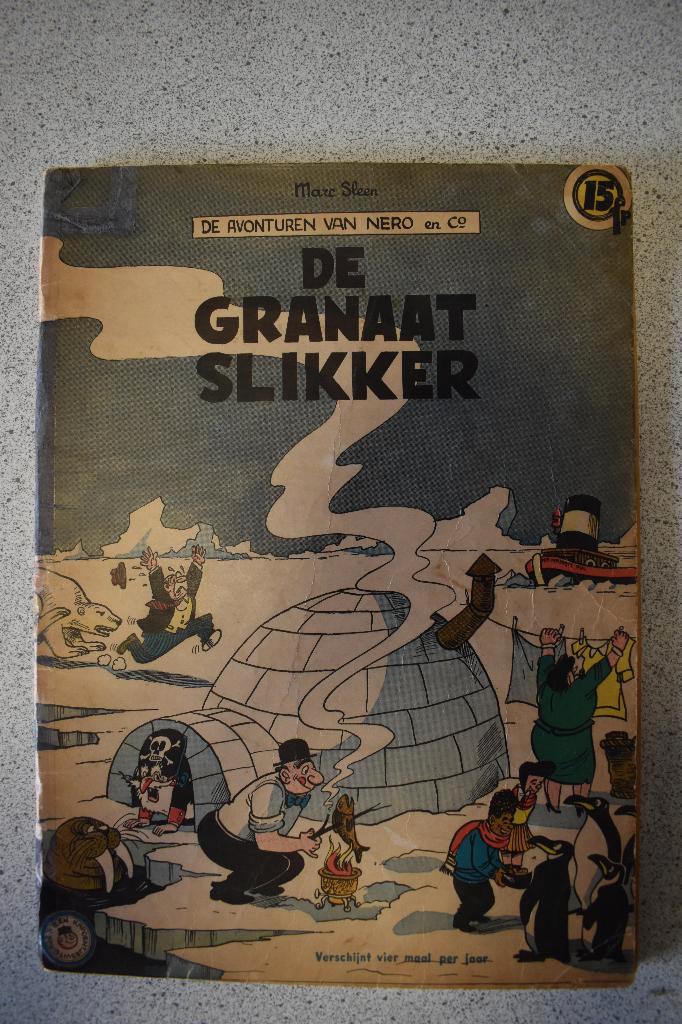 Marc Sleen
15 fr
DE AVONTUREN VAN NERO en Cº
DE
GRANAAT
SLIKKER
Verschijnt vier maal per jaar